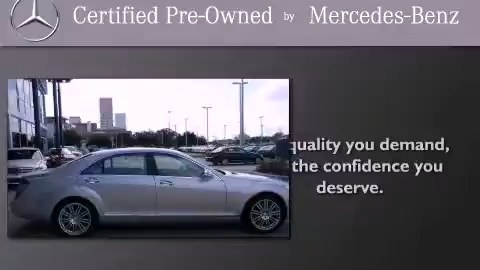 Certified Pre-Owned by Mercedes-Benz
quality you demand,
the confidence you
deserve.